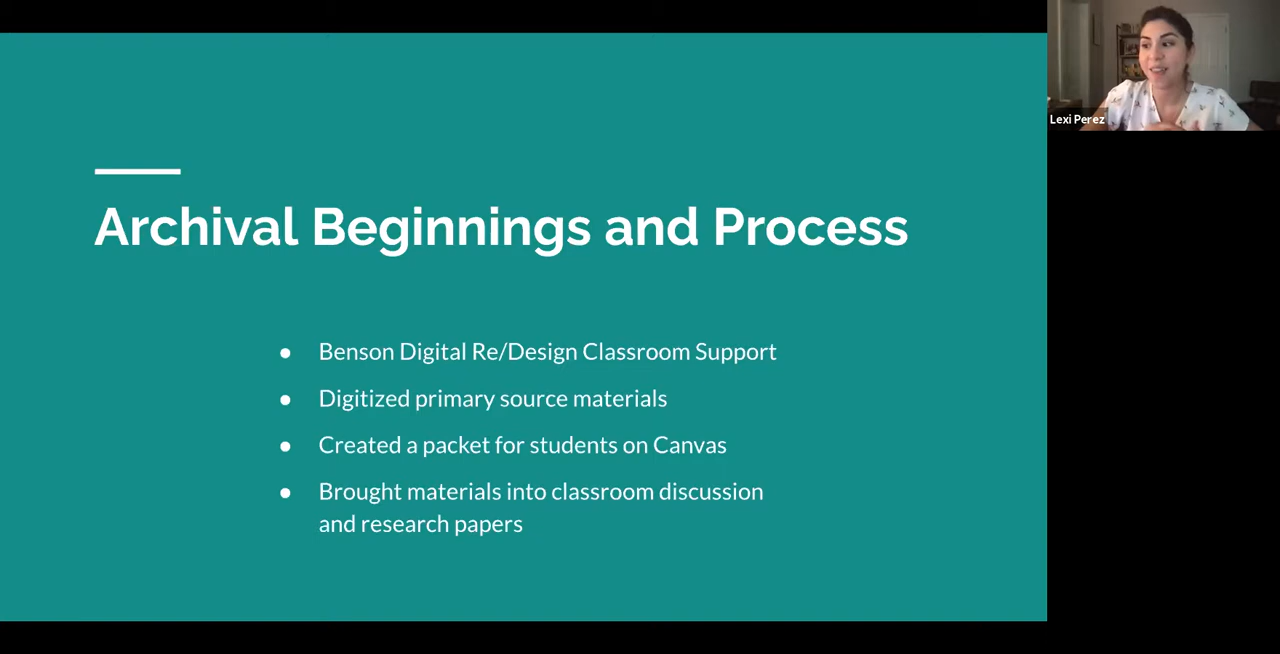 Archival Beginnings and Process
● Benson Digital Re/Design Classroom Support
● Digitized primary source materials
● Created a packet for students on Canvas
● Brought materials into classroom discussion
and research papers
Lexi Perez